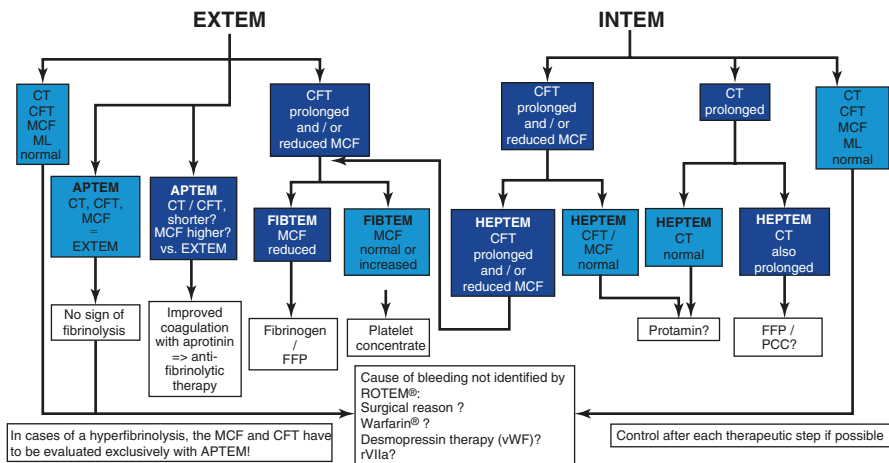 EXTEM
INTEM
CT
CFT
MCF
ML
normal
CFT
prolonged
and / or
reduced MCF
CFT
prolonged
and / or
reduced MCF
CT
prolonged
CT
CFT
MCF
ML
normal
APTEM
CT, CFT,
MCF
=
EXTEM
APTEM
CT / CFT,
shorter?
MCF higher?
vs. EXTEM
FIBTEM
MCF
reduced
FIBTEM
MCF
normal or
increased
HEPTEM
CFT
prolonged
and / or
reduced MCF
HEPTEM
CFT /
MCF
normal
HEPTEM
CT
normal
HEPTEM
CT
also
prolonged
No sign of
fibrinolysis
Improved
coagulation
with aprotinin
=> anti-
fibrinolytic
therapy
Fibrinogen
/
FFP
Platelet
concentrate
Protamin?
FFP /
PCC?
Cause of bleeding not identified by
ROTEM®:
Surgical reason ?
Warfarin® ?
Desmopressin therapy (vWF)?
rVIIa?
In cases of a hyperfibrinolysis, the MCF and CFT have
to be evaluated exclusively with APTEM!
Control after each therapeutic step if possible